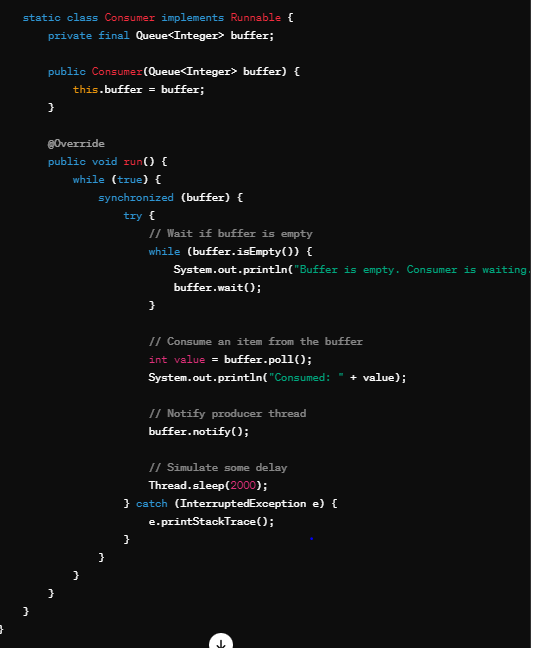 static class Consumer implements Runnable {
private final Queue<Integer> buffer;
public Consumer(Queue<Integer> buffer) {
this.buffer = buffer;
}
@Override
public void run() {
while (true) {
synchronized (buffer) {
try {
// Wait if buffer is empty
while (buffer.isEmpty()) {
System.out.println("Buffer is empty. Consumer is waiting.
buffer.wait();
}
// Consume an item from the buffer
int value = buffer.poll();
System.out.println("Consumed: " + value);
// Notify producer thread
buffer.notify();
// Simulate some delay
Thread.sleep(2000);
} catch (InterruptedException e) {
e.printStackTrace();
}
}
}
}
}
}